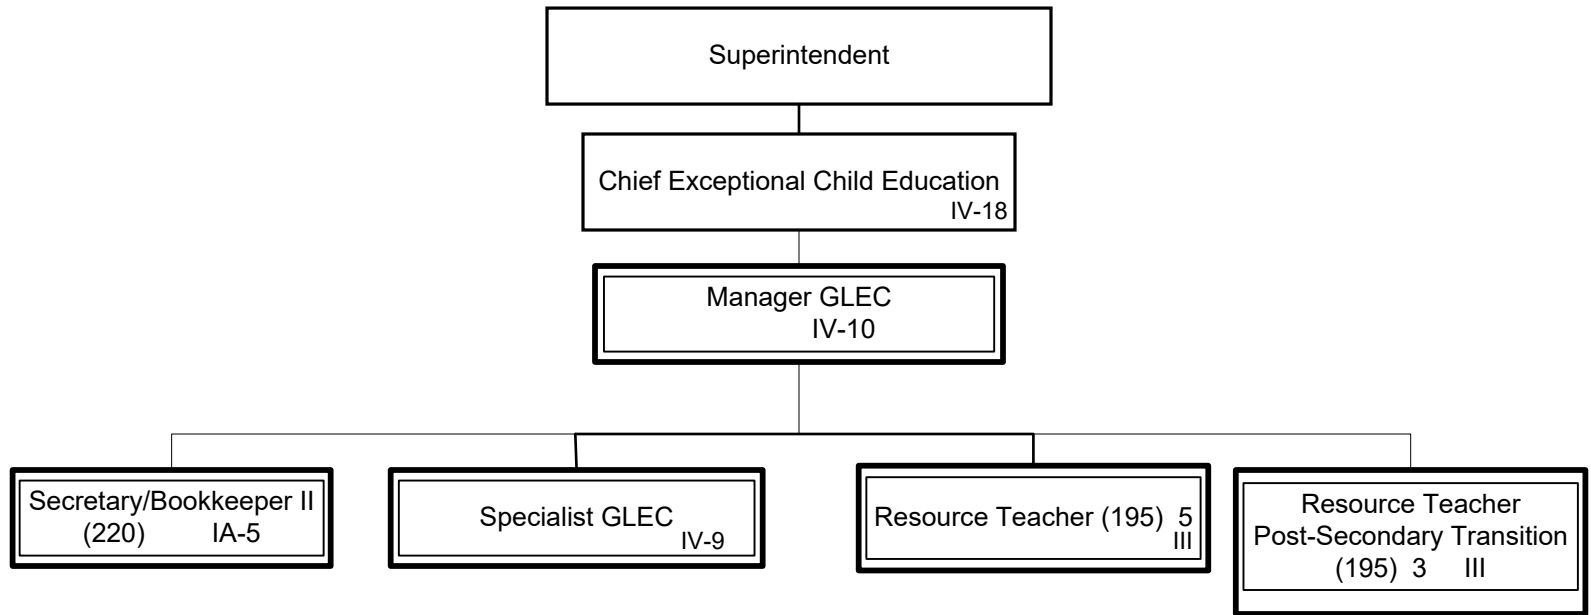 Superintendent
Chief Exceptional Child Education
IV-18
Manager GLEC
IV-10
Secretary/Bookkeeper II
(220) IA-5
Specialist GLEC
IV-9
Resource Teacher (195) 5
III
Resource Teacher
Post-Secondary Transition
(195) 3 III